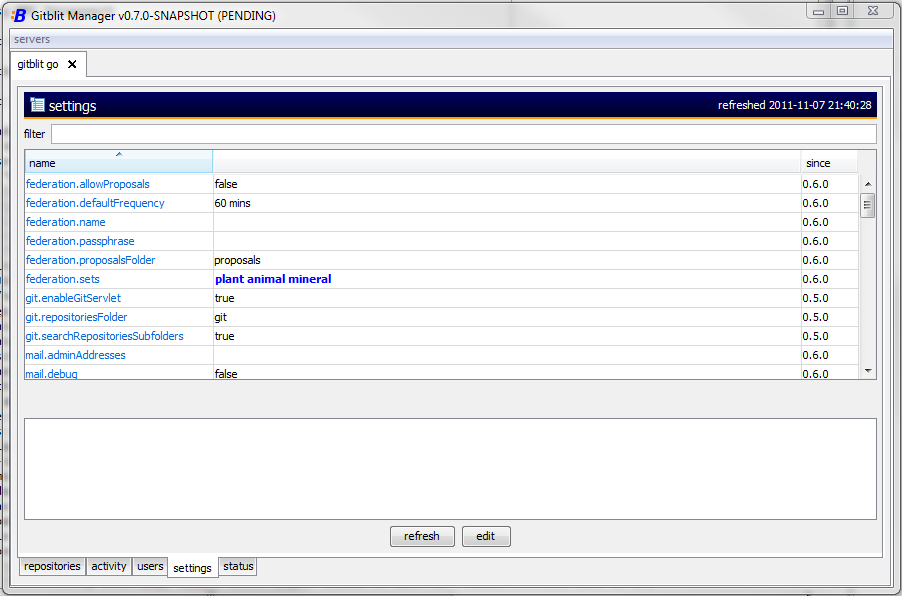 Gitblit Manager v0.7.0-SNAPSHOT (PENDING)
servers
gitblit go
settings refreshed 2011-11-07 21:40:28
filter
name since
federation.allowProposals false 0.6.0
federation.defaultFrequency 60 mins 0.6.0
federation.name 0.6.0
federation.passphrase 0.6.0
federation.proposalsFolder proposals 0.6.0
federation.sets plant animal mineral 0.6.0
git.enableGitServlet true 0.5.0
git.repositoriesFolder git 0.5.0
git.searchRepositoriesSubfolders true 0.5.0
mail.adminAddresses 0.6.0
mail.debug false 0.6.0
refresh edit
repositories activity users settings status